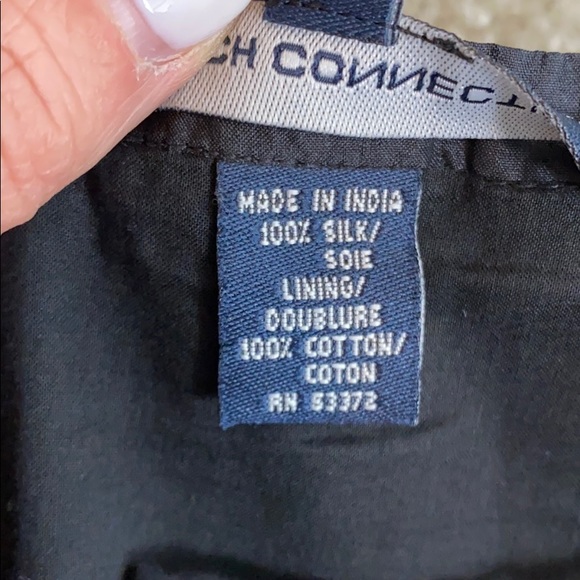 CH CONNECT
MADE IN INDIA
100% SILK/
SOIE
LINING/
DOUBLURE
100% COTTON/
COTON
RN 53372